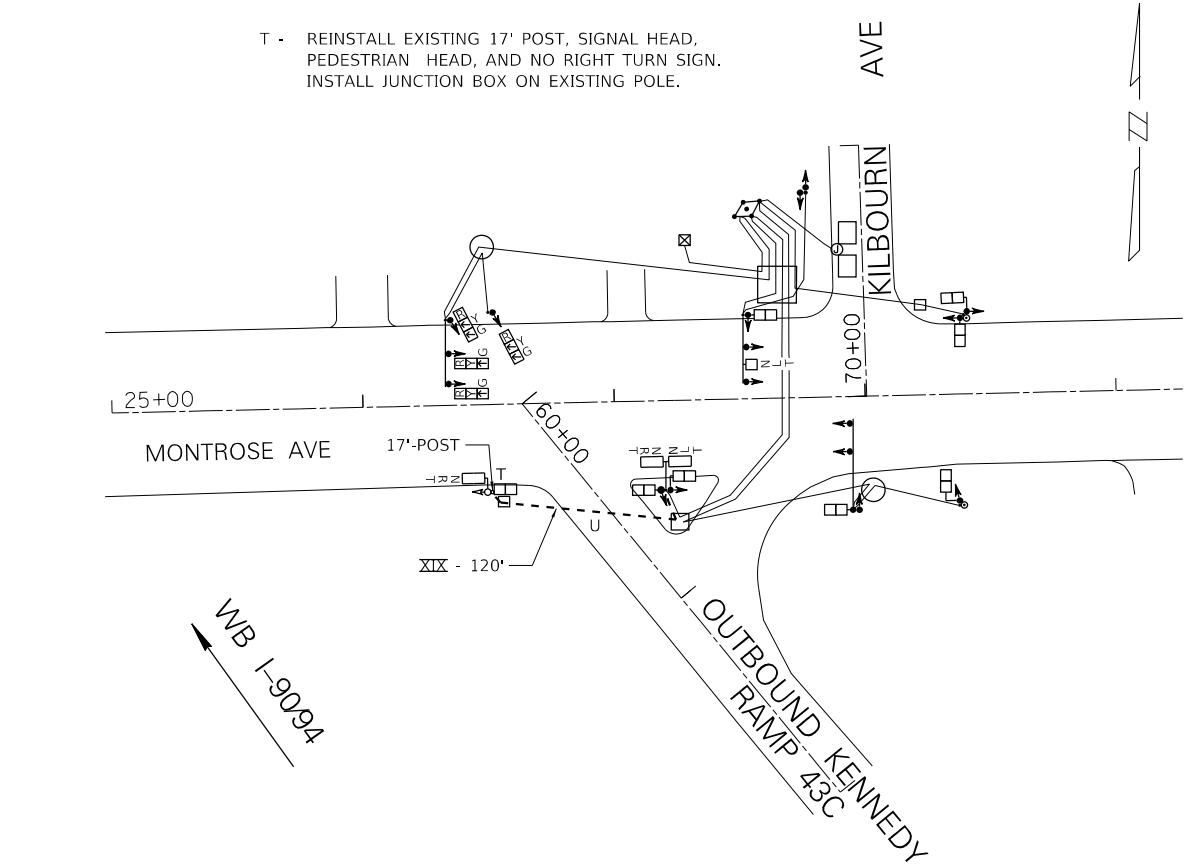 T - REINSTALL EXISTING 17' POST, SIGNAL HEAD,
PEDESTRIAN HEAD, AND NO RIGHT TURN SIGN.
INSTALL JUNCTION BOX ON EXISTING POLE.
KILBOURN AVE
N
J
R Y G
R Y G
Y G
Y G
N L T
70+00
25+00
60+00
MONTROSE AVE
17'-POST
T
N R T
N R T
N L T
U
XIX - 120'
WB I-90/94
OUTBOUND KENNEDY
RAMP 43C